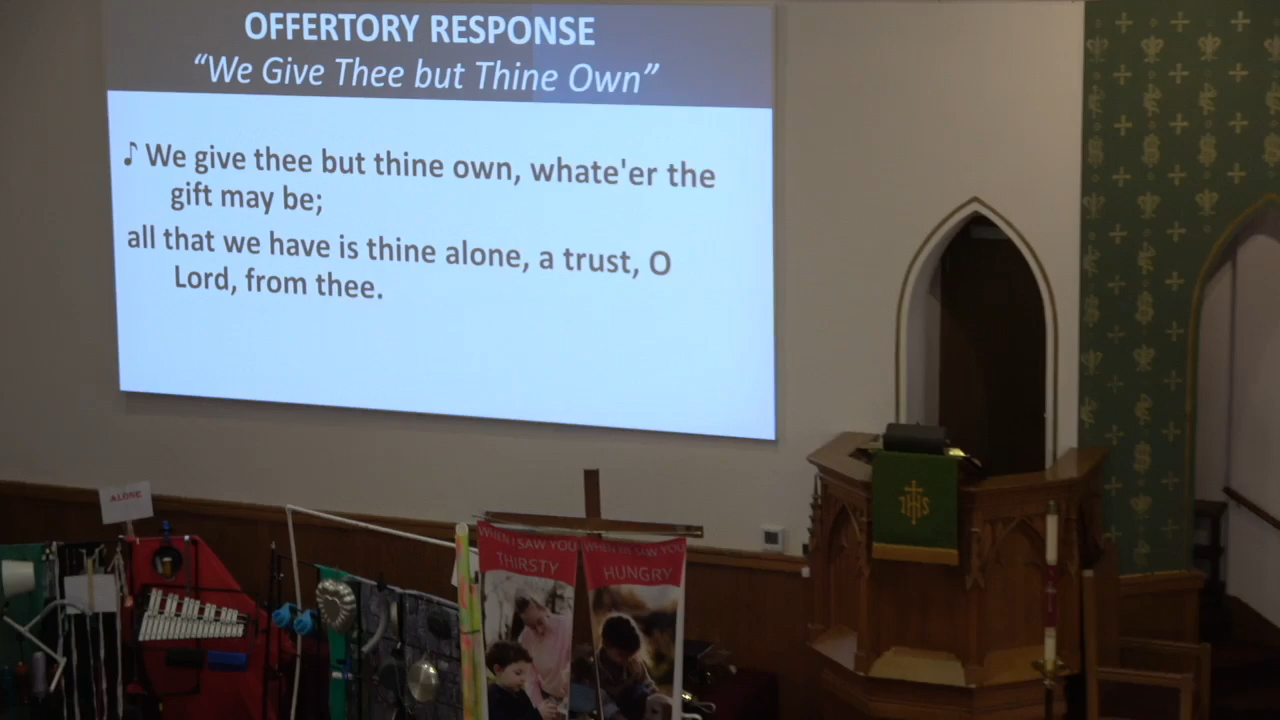 OFFERTORY RESPONSE
“We Give Thee but Thine Own”
♪ We give thee but thine own, whate'er the
gift may be;
all that we have is thine alone, a trust, O
Lord, from thee.
ALONE
WHEN I SAW YOU
THIRSTY
WHEN I SAW YOU
HUNGRY
IHS